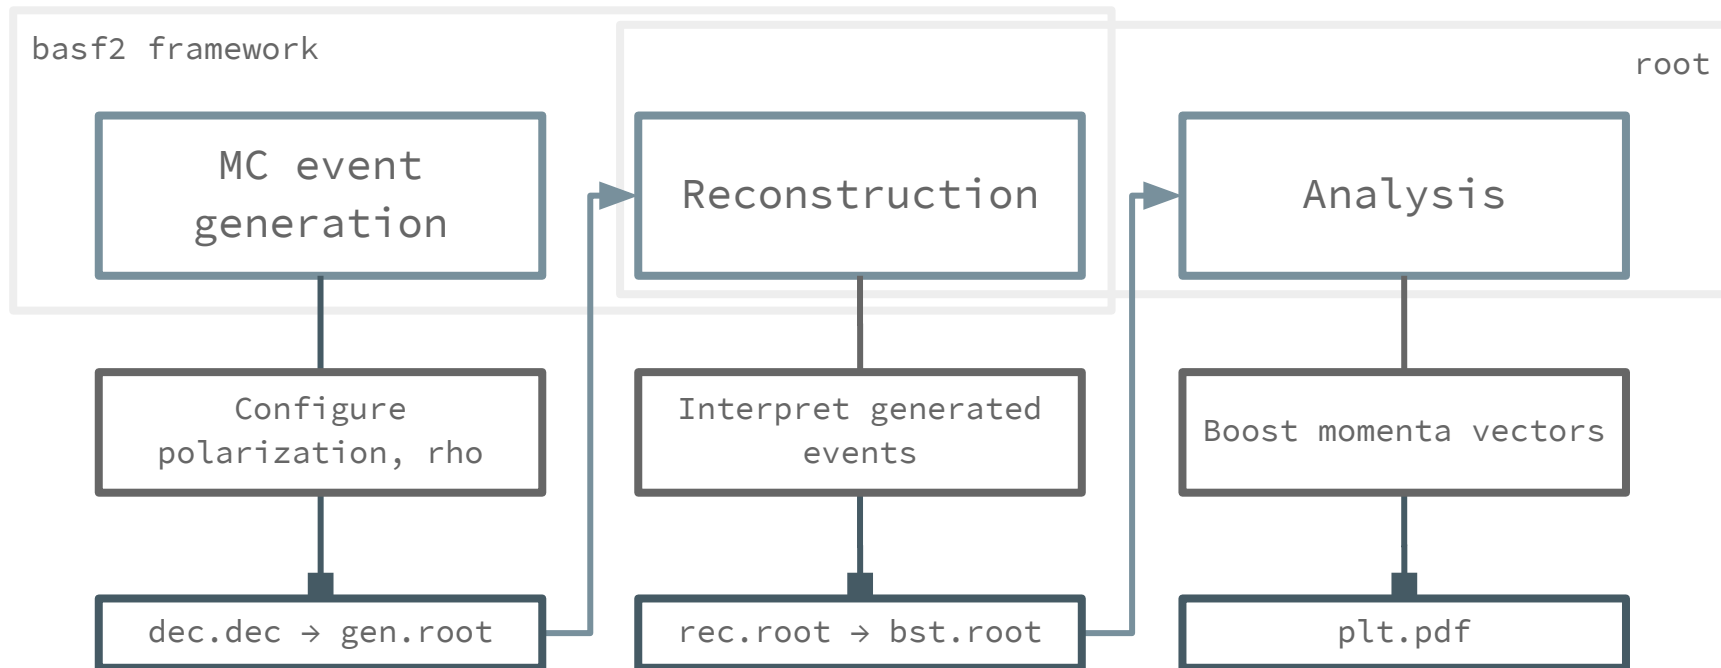 basf2 framework
root
MC event
generation
Reconstruction
Analysis
Configure
polarization, rho
Interpret generated
events
Boost momenta vectors
dec.dec → gen.root
rec.root → bst.root
plt.pdf